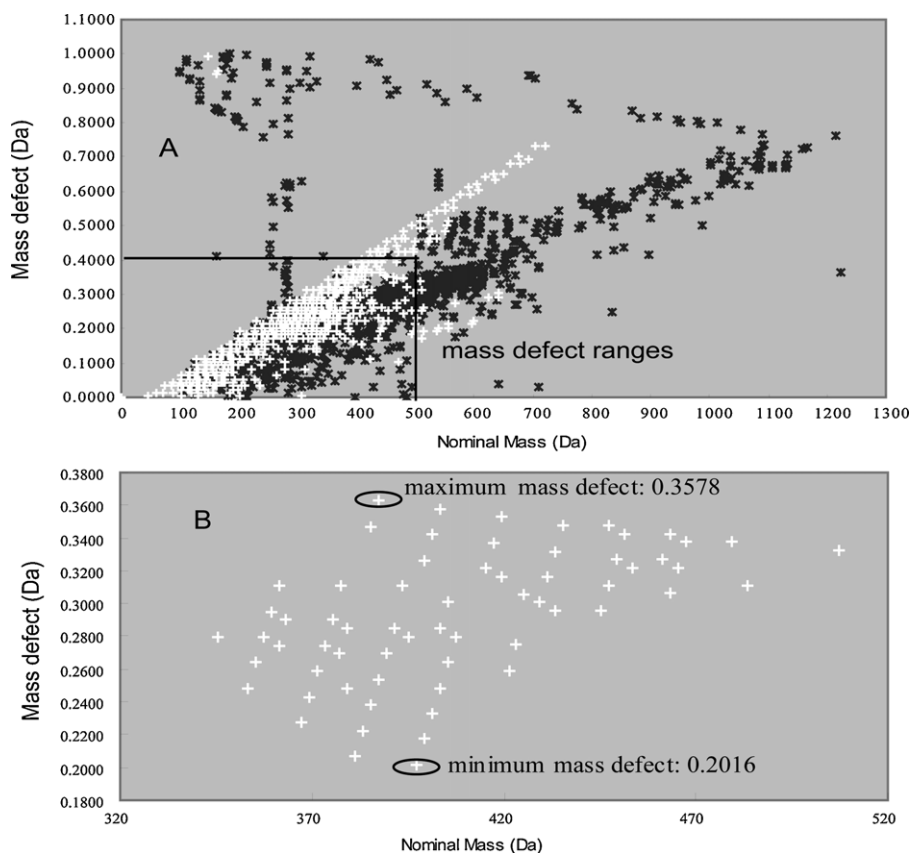 1.1000
1.0000
0.9000
0.8000
0.7000
0.6000
0.5000
0.4000
0.3000
0.2000
0.1000
0.0000
Mass defect (Da)
A
mass defect ranges
0 100 200 300 400 500 600 700 800 900 1000 1100 1200 1300
Nominal Mass (Da)
0.3800
0.3600
0.3400
0.3200
0.3000
0.2800
0.2600
0.2400
0.2200
0.2000
0.1800
Mass defect (Da)
B
maximum mass defect: 0.3578
minimum mass defect: 0.2016
320 370 420 470 520
Nominal Mass (Da)